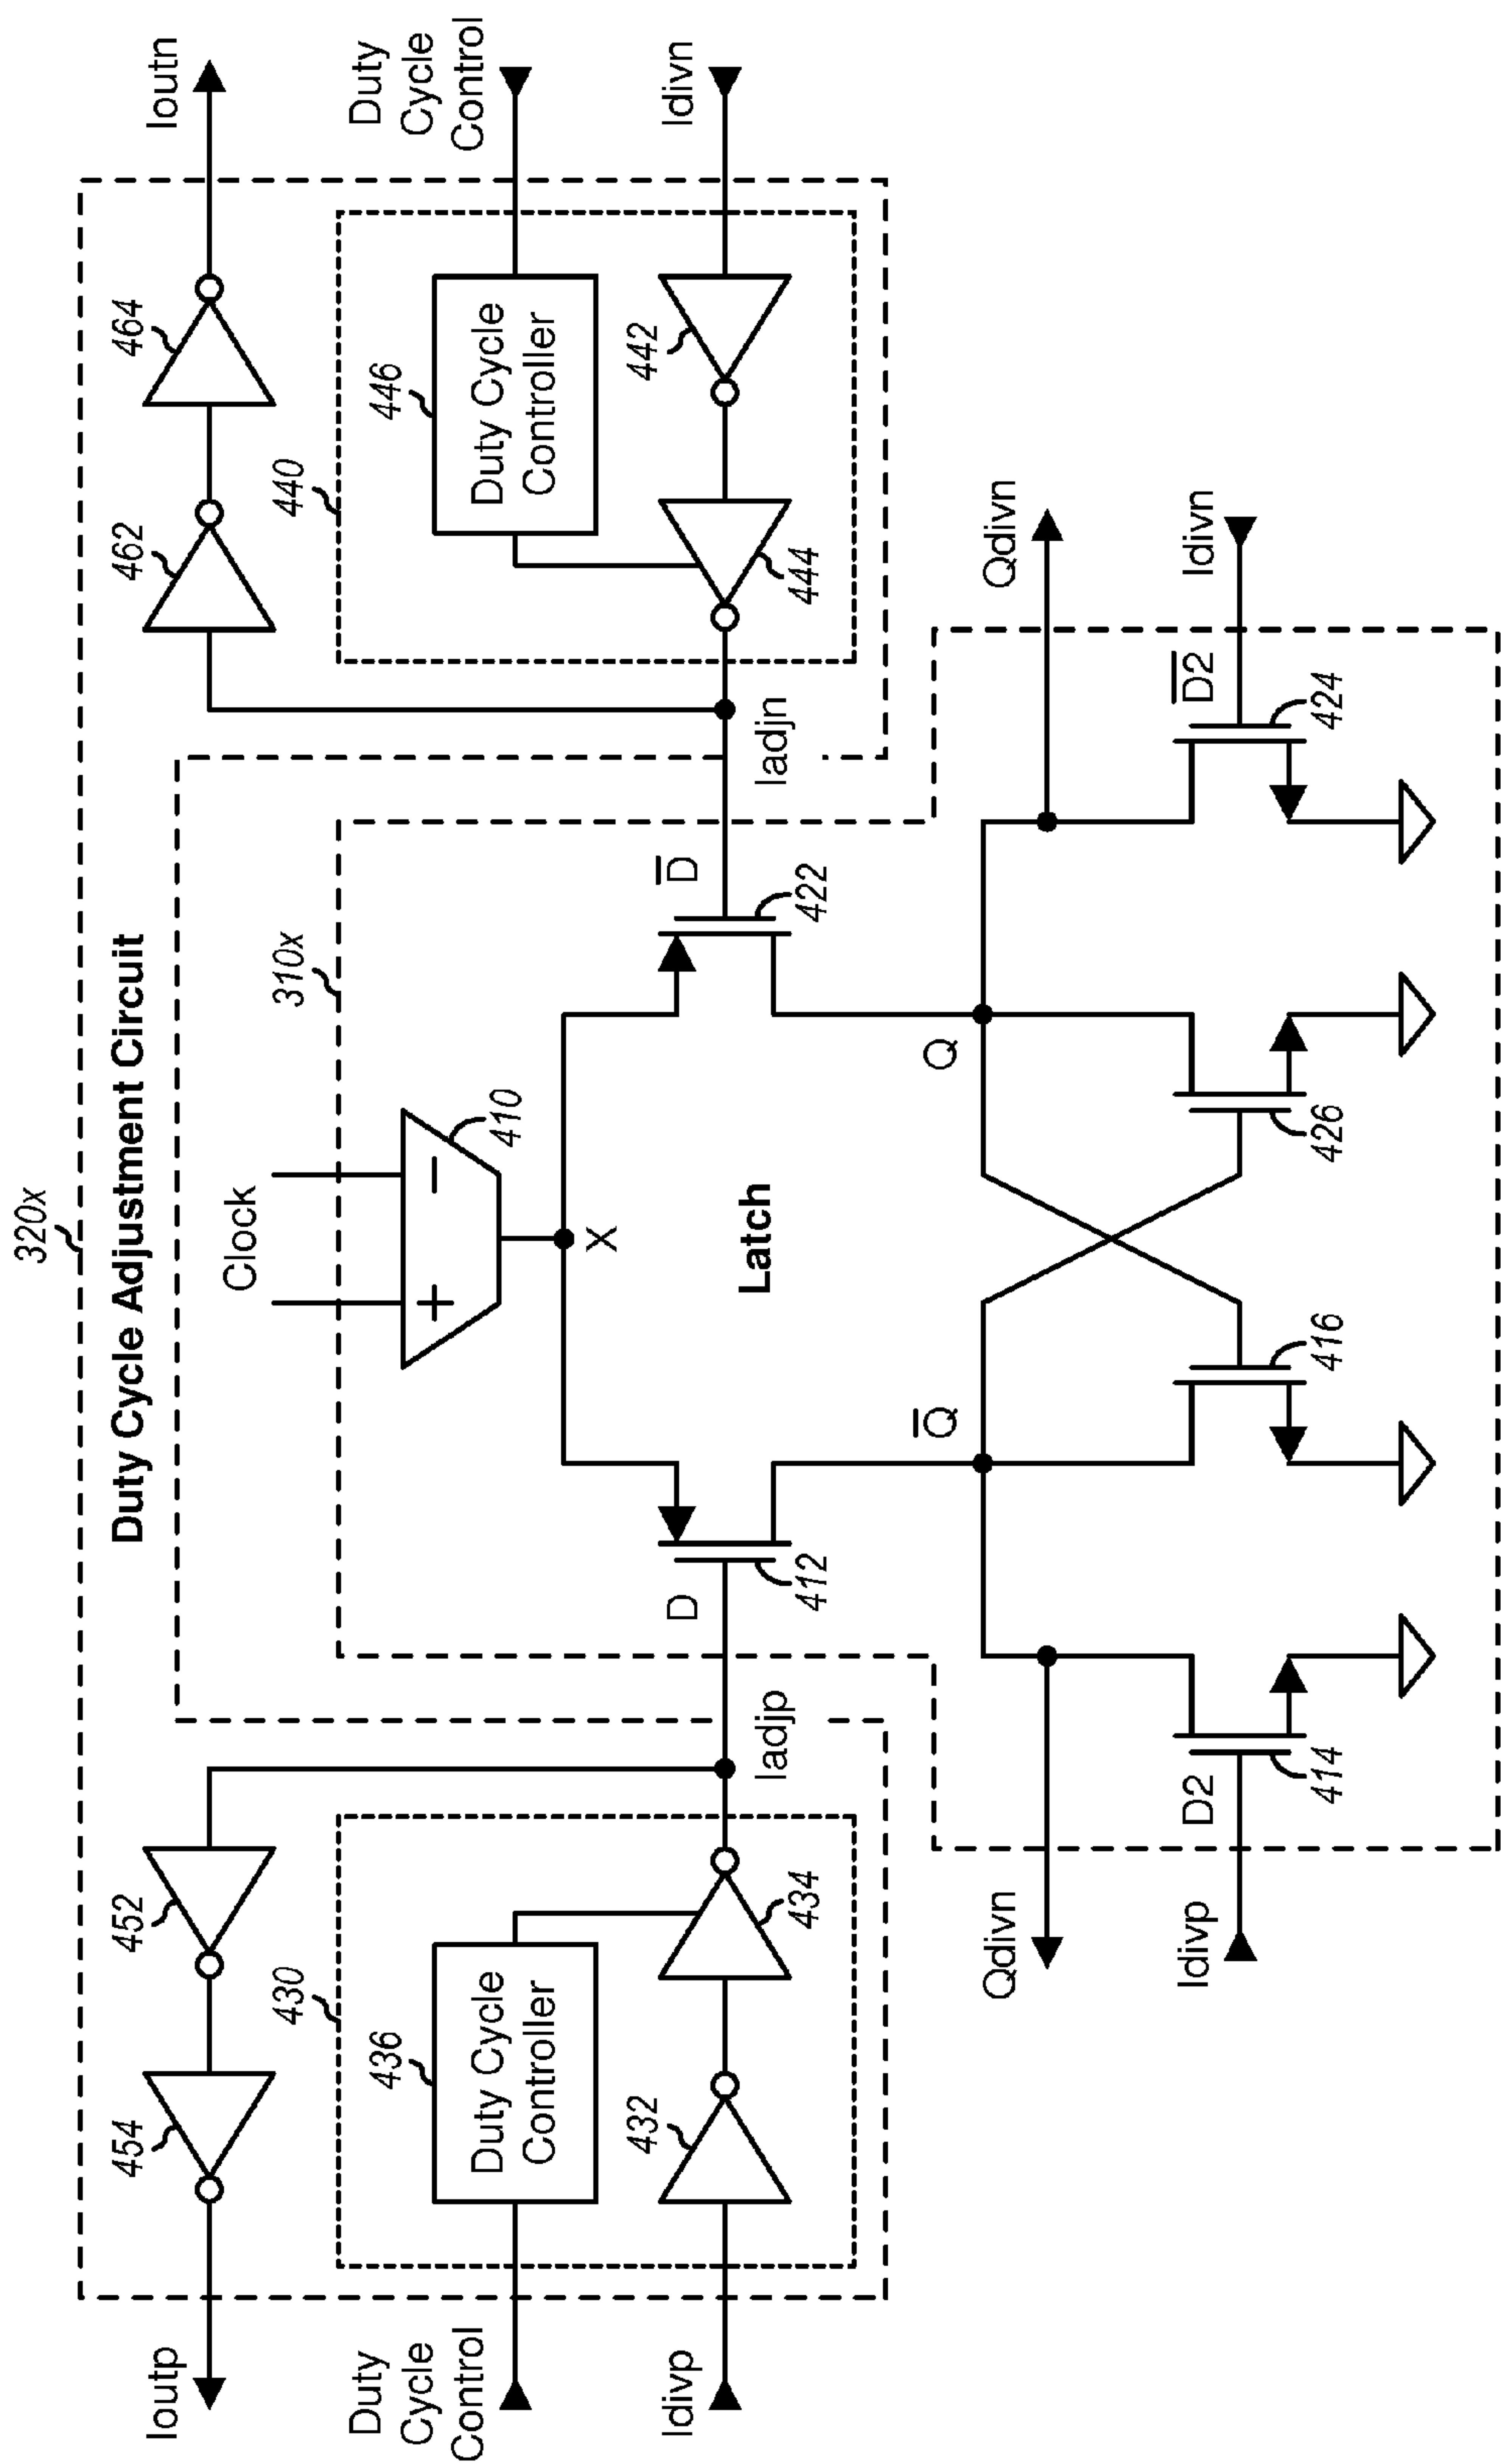 320x
Duty Cycle Adjustment Circuit
Ioutp
454
452
462
464
Ioutn
Clock
310x
430
440
Duty
Cycle
Control
436
Duty Cycle
Controller
+
−
410
446
Duty Cycle
Controller
Duty
Cycle
Control
X
Idivp
432
434
Iadjp
D
412
Latch
D̅
422
Iadjn
444
442
Idivn
Q̅
Q
Qdivn
Qdivn
Idivp
D2
414
416
426
D̅2̅
424
Idivn